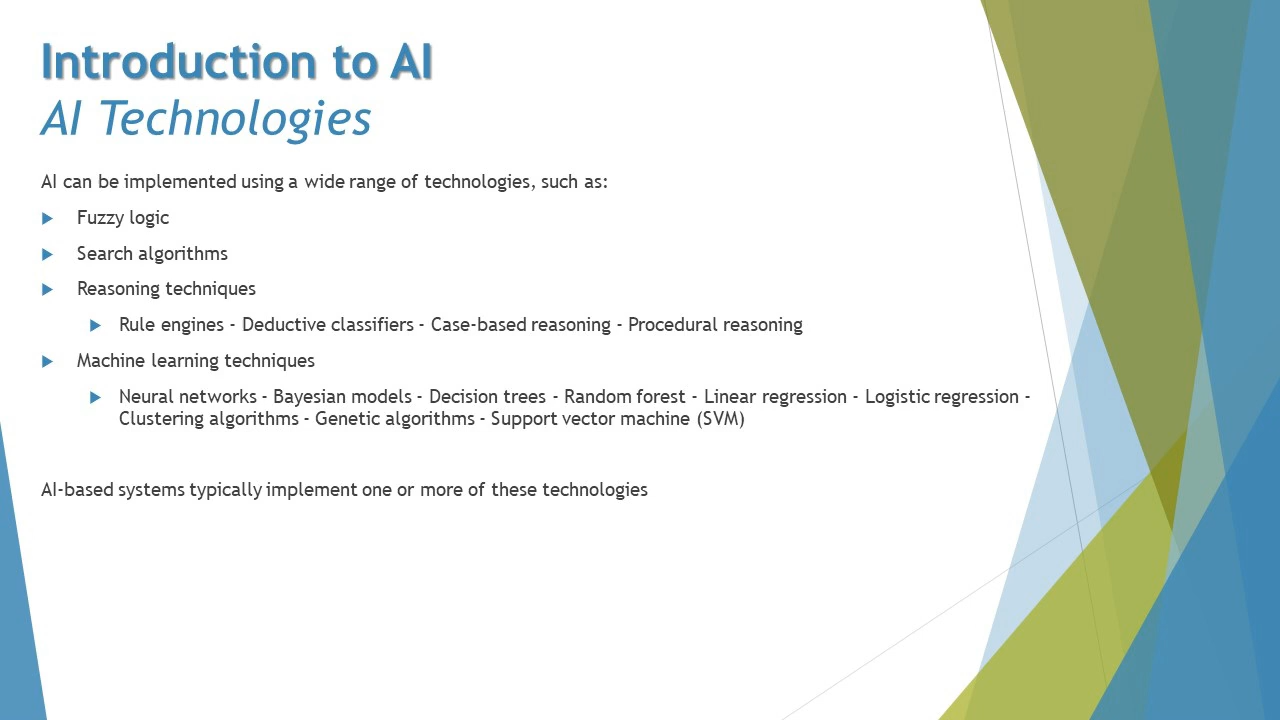 Introduction to AI
AI Technologies
AI can be implemented using a wide range of technologies, such as:
Fuzzy logic
Search algorithms
Reasoning techniques
Rule engines - Deductive classifiers - Case-based reasoning - Procedural reasoning
Machine learning techniques
Neural networks - Bayesian models - Decision trees - Random forest - Linear regression - Logistic regression -
Clustering algorithms - Genetic algorithms - Support vector machine (SVM)
AI-based systems typically implement one or more of these technologies